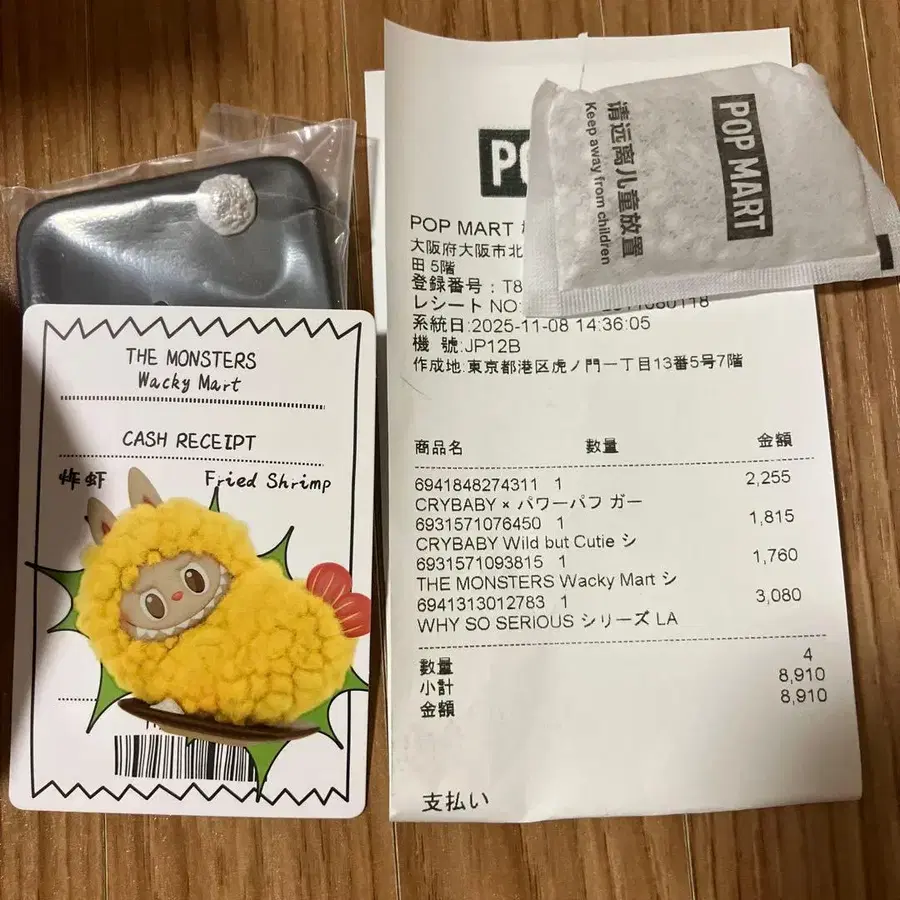 THE MONSTERS
Wacky Mart
CASH RECEIPT
炸虾 Fried Shrimp
POP MART
大阪府大阪市北
田 5階
登録番号：T8
レシートNO:
系統日:2025-11-08 14:36:05
機 號:JP12B
作成地:東京都港区虎ノ門一丁目13番5号7階
商品名 数量 金額
6941848274311 1 2,255
CRYBABY × パワーパフ ガー
6931571076450 1 1,815
CRYBABY Wild but Cutie シ
6931571093815 1 1,760
THE MONSTERS Wacky Mart シ
6941313012783 1 3,080
WHY SO SERIOUS シリーズ LA
数量 4
小計 8,910
金額 8,910
支払い
POP MART
请远离儿童放置
Keep away from children